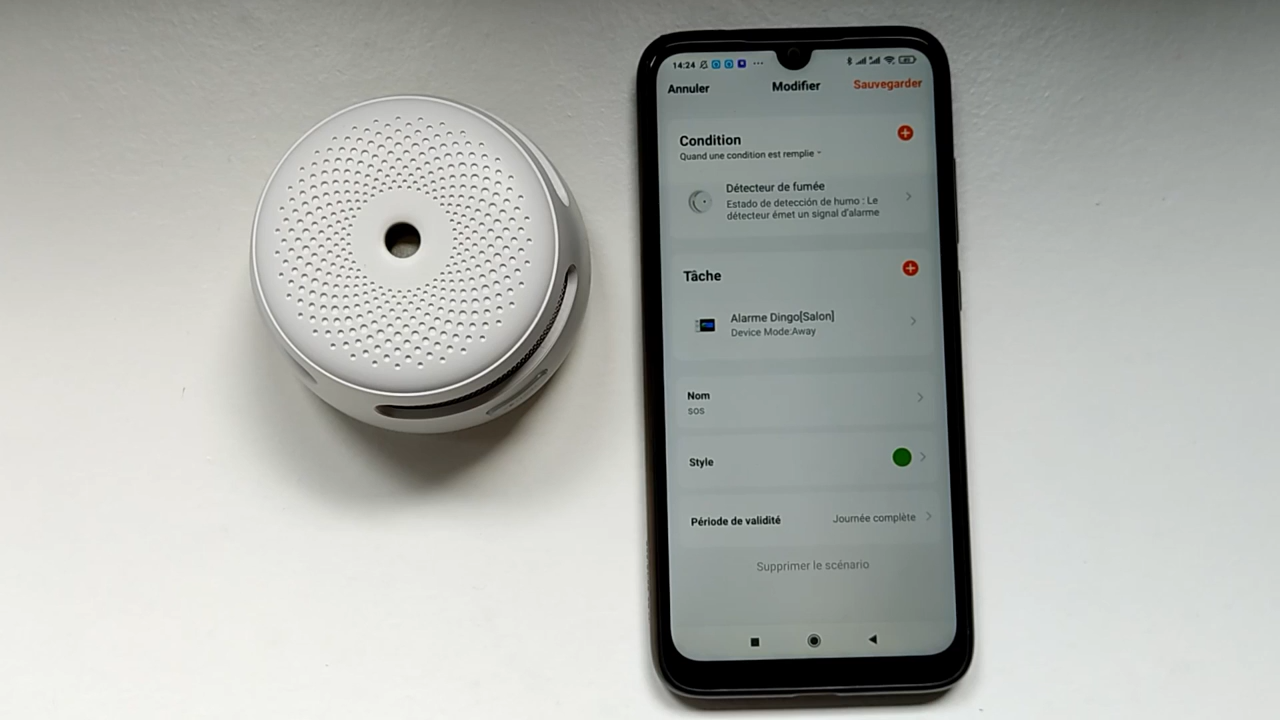 14:24
Annuler Modifier Sauvegarder
Condition
Quand une condition est remplie
Détecteur de fumée
Estado de detección de humo : Le
détecteur émet un signal d'alarme
Tâche
Alarme Dingo[Salon]
Device Mode:Away
Nom
sos
Style
Période de validité Journée complète
Supprimer le scénario